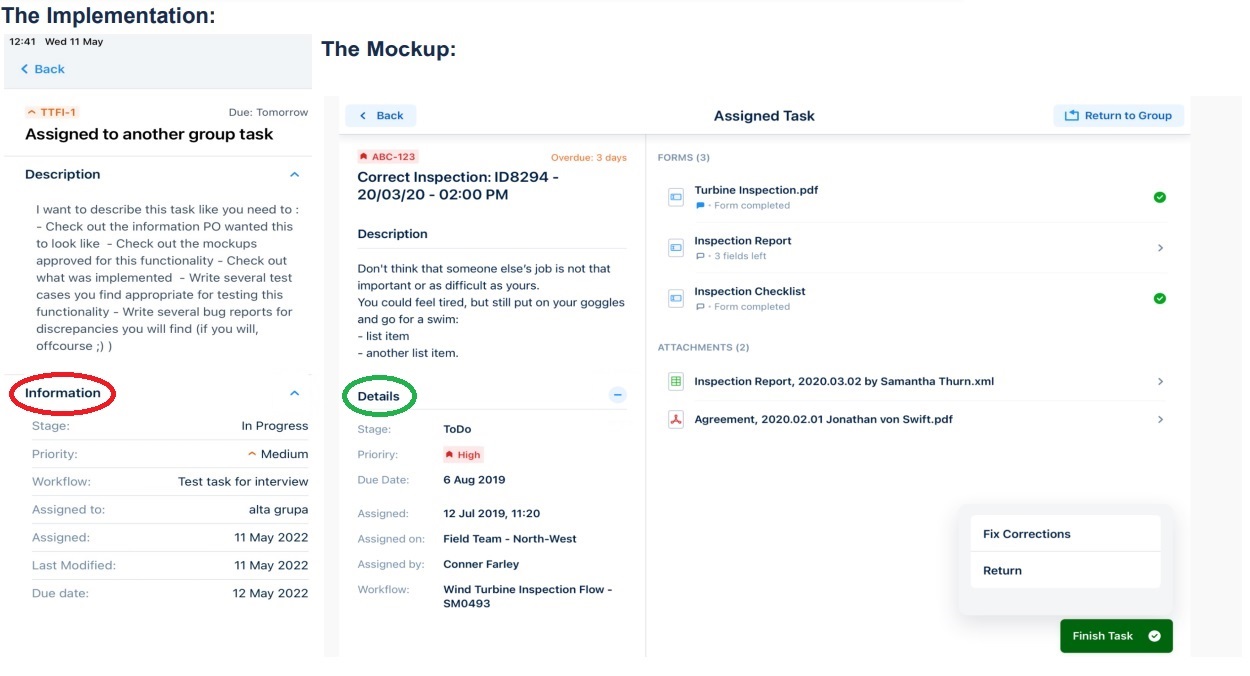 The Implementation:
12:41 Wed 11 May
Back
TTFI-1
Due: Tomorrow
Assigned to another group task
Description
I want to describe this task like you need to :
- Check out the information PO wanted this
to look like - Check out the mockups
approved for this functionality - Check out
what was implemented - Write several test
cases you find appropriate for testing this
functionality - Write several bug reports for
discrepancies you will find (if you will,
offcourse ;) )
Information
Stage: In Progress
Priority: Medium
Workflow: Test task for interview
Assigned to: alta grupa
Assigned: 11 May 2022
Last Modified: 11 May 2022
Due date: 12 May 2022
The Mockup:
Back
Assigned Task
Return to Group
ABC-123
Overdue: 3 days
Correct Inspection: ID8294 -
20/03/20 - 02:00 PM
Description
Don't think that someone else's job is not that
important or as difficult as yours.
You could feel tired, but still put on your goggles
and go for a swim:
- list item
- another list item.
Details
Stage: ToDo
Prioriry: High
Due Date: 6 Aug 2019
Assigned: 12 Jul 2019, 11:20
Assigned on: Field Team - North-West
Assigned by: Conner Farley
Workflow: Wind Turbine Inspection Flow -
SM0493
FORMS (3)
Turbine Inspection.pdf
• Form completed
Inspection Report
• 3 fields left
Inspection Checklist
• Form completed
ATTACHMENTS (2)
Inspection Report, 2020.03.02 by Samantha Thurn.xml
Agreement, 2020.02.01 Jonathan von Swift.pdf
Fix Corrections
Return
Finish Task